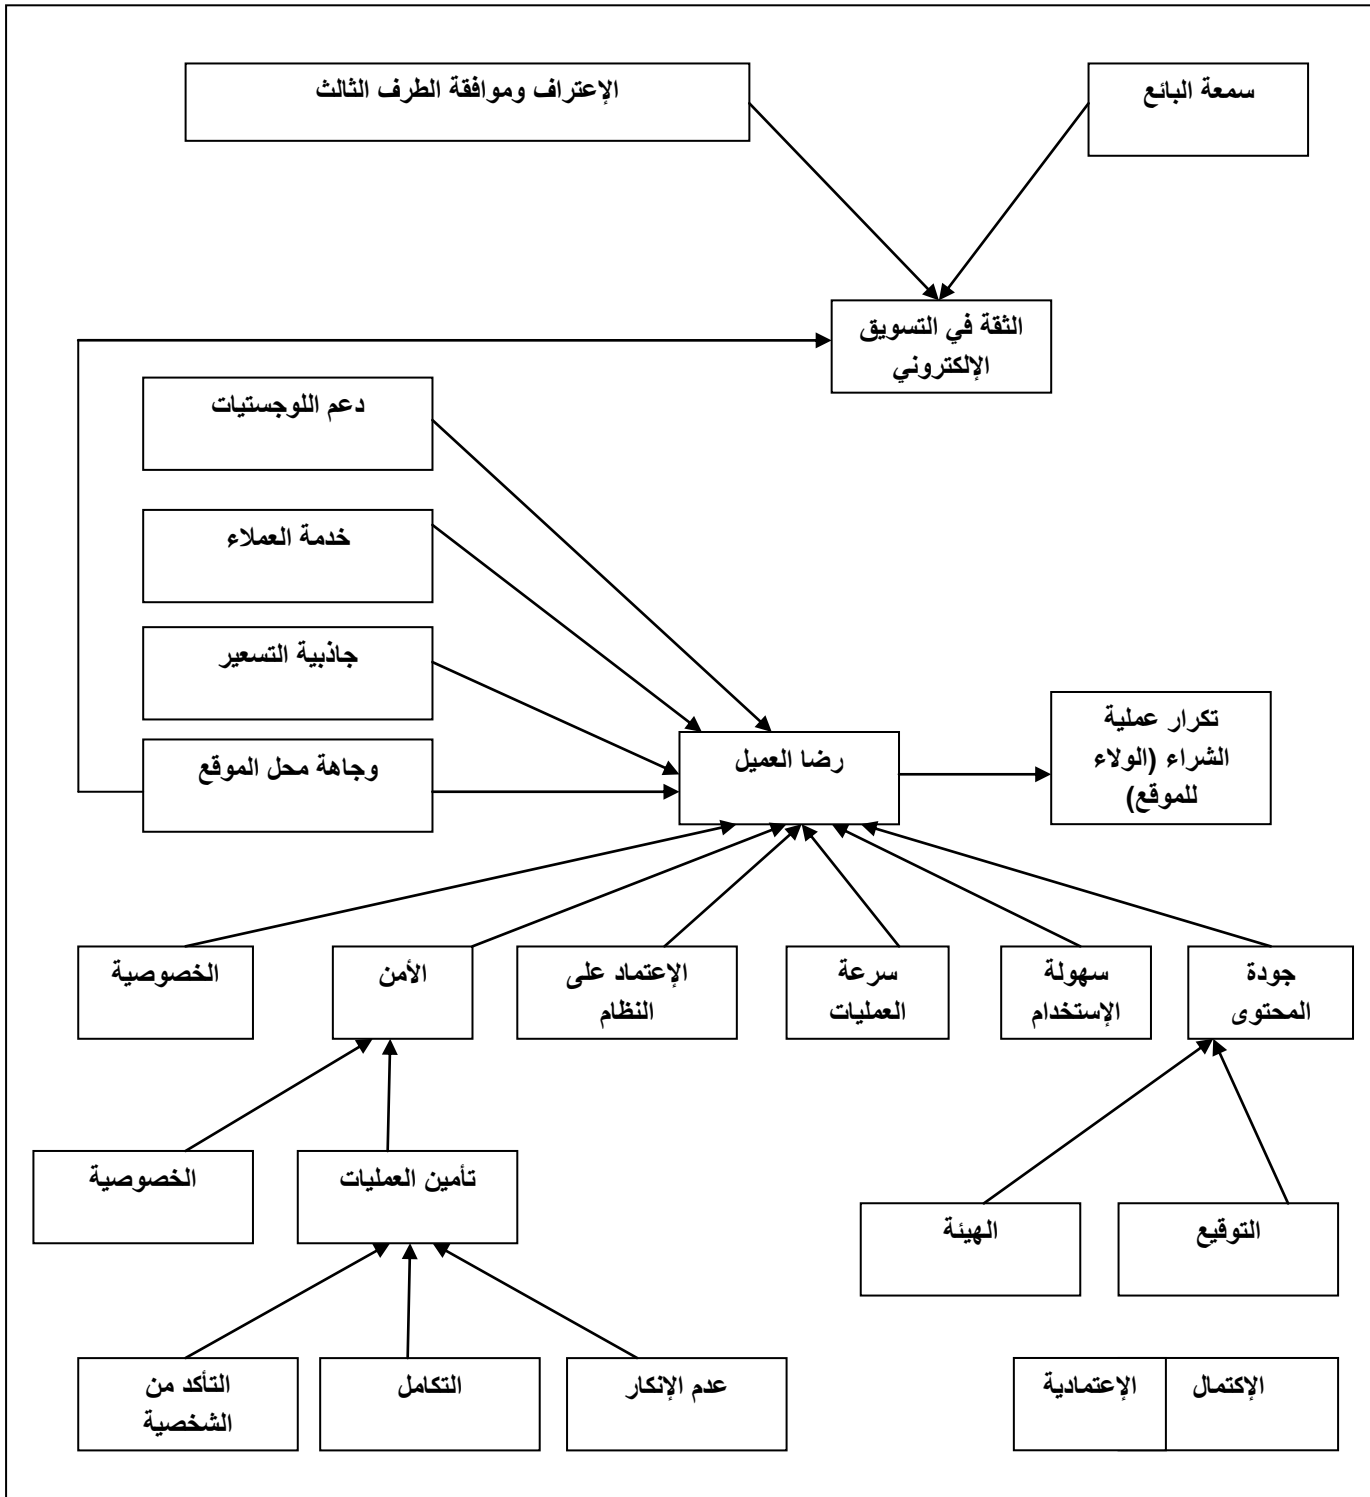 سمعة البائع
الإعتراف وموافقة الطرف الثالث
الثقة في التسويق
الإلكتروني
دعم اللوجستيات
خدمة العملاء
جاذبية التسعير
وجاهة محل الموقع
رضا العميل
تكرار عملية
الشراء (الولاء
للموقع)
جودة
المحتوى
سهولة
الإستخدام
سرعة
العمليات
الإعتماد على
النظام
الأمن
الخصوصية
تأمين العمليات
الخصوصية
التوقيع
الهيئة
الإكتمال
الإعتمادية
عدم الإنكار
التكامل
التأكد من
الشخصية